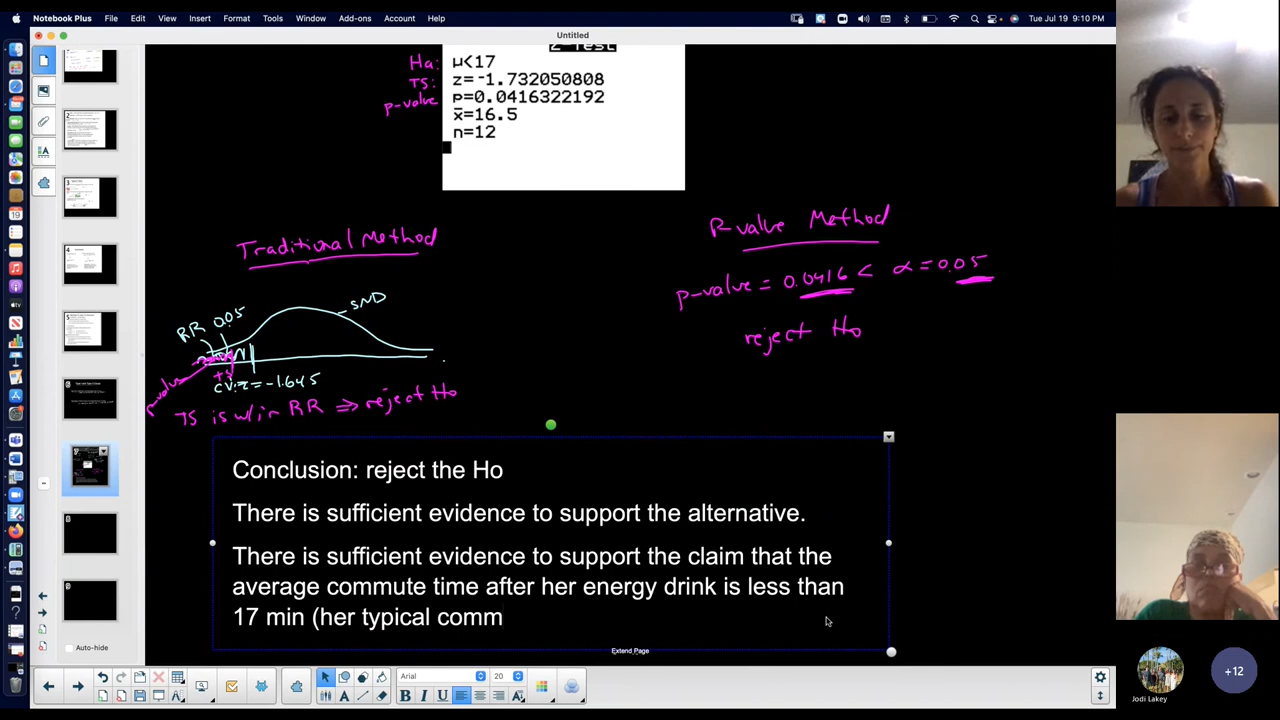 Notebook Plus File Edit View Insert Format Tools Window Add-ons Account Help
Tue Jul 19 9:10 PM
Untitled
Z-Test
Ha: μ<17
TS: z=-1.732050808
p-value p=0.0416322192
x̄=16.5
n=12
Traditional Method
P-value Method
p-value = 0.0416 < α = 0.05
reject Ho
RR 0.05
SND
TS
p-value
CV: z = -1.645
TS is w/in RR ⇒ reject Ho
Conclusion: reject the Ho
There is sufficient evidence to support the alternative.
There is sufficient evidence to support the claim that the
average commute time after her energy drink is less than
17 min (her typical comm
Auto-hide
Extend Page
Arial 20
B I U
Jodi Lakey
+12